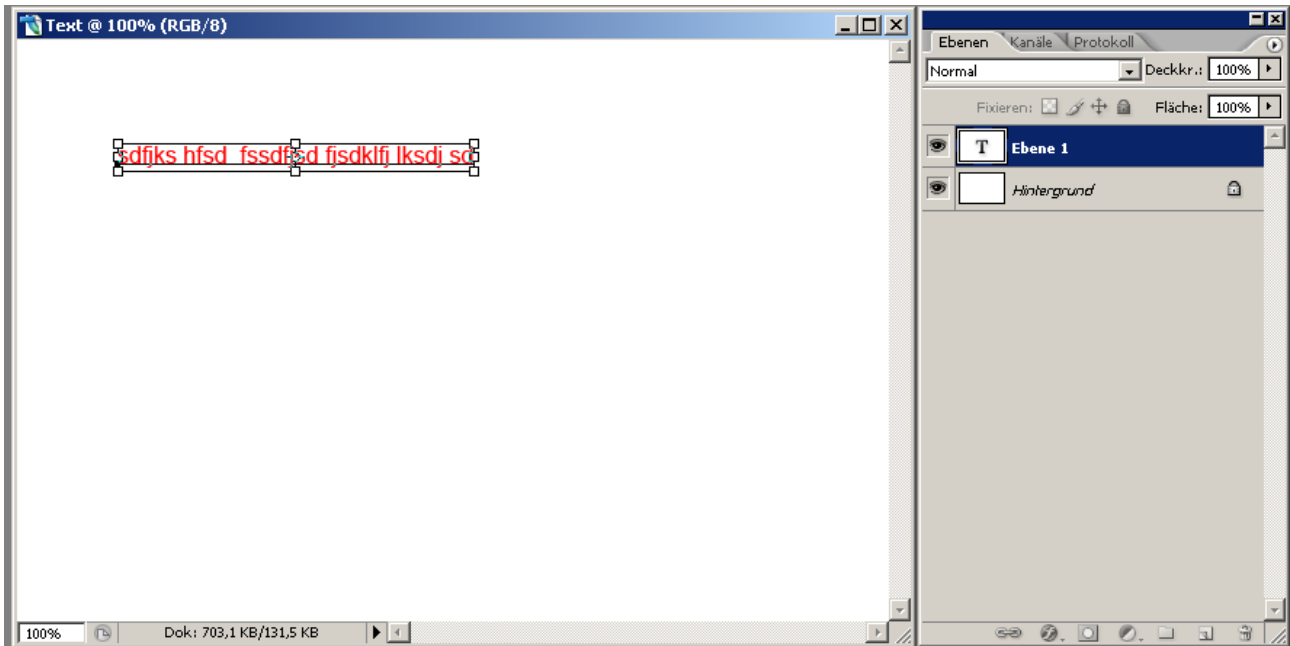 Text @ 100% (RGB/8)
sdfjks hfsd fssdfjsd fjsdklfj lksdj sd
100% Dok: 703,1 KB/131,5 KB
Ebenen Kanäle Protokoll
Normal Deckkr.: 100%
Fixieren: Fläche: 100%
T Ebene 1
Hintergrund